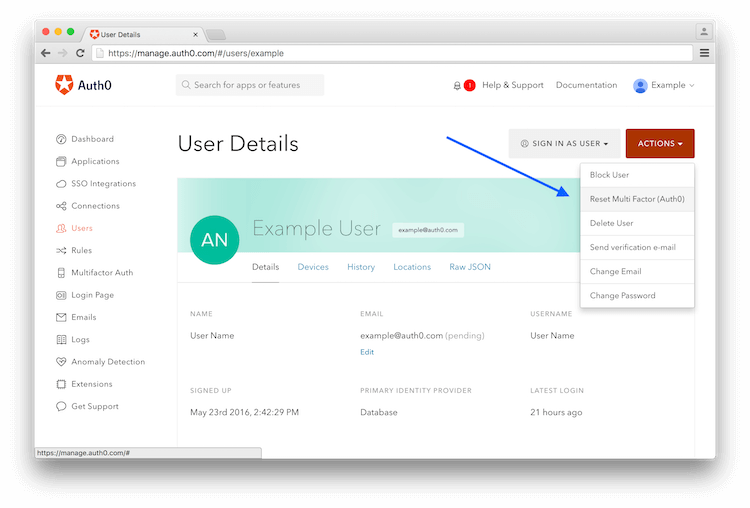 User Details
https://manage.auth0.com/#/users/example
Auth0
Search for apps or features
1
Help & Support
Documentation
Example
Dashboard
Applications
SSO Integrations
Connections
Users
Rules
Multifactor Auth
Login Page
Emails
Logs
Anomaly Detection
Extensions
Get Support
User Details
SIGN IN AS USER
ACTIONS
Block User
Reset Multi Factor (Auth0)
Delete User
Send verification e-mail
Change Email
Change Password
AN
Example User
example@auth0.com
Details
Devices
History
Locations
Raw JSON
NAME
EMAIL
USERNAME
User Name
example@auth0.com (pending)
User Name
Edit
SIGNED UP
PRIMARY IDENTITY PROVIDER
LATEST LOGIN
May 23rd 2016, 2:42:29 PM
Database
21 hours ago
https://manage.auth0.com/#